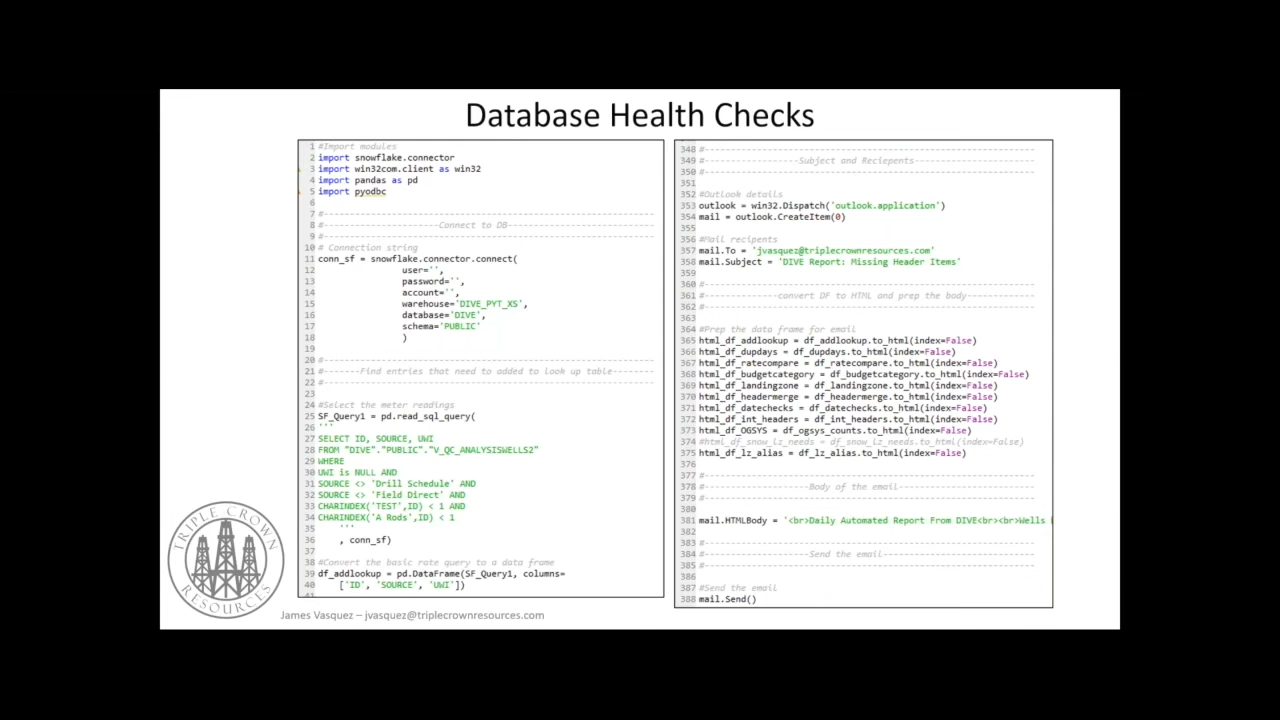 Database Health Checks
1 #Import modules
2 import snowflake.connector
3 import win32com.client as win32
4 import pandas as pd
5 import pyodbc
6
7 #------------------------------------------------------------------
8 #-----------------------Connect to DB-----------------------------
9 #------------------------------------------------------------------
10 # Connection string
11 conn_sf = snowflake.connector.connect(
12 user='',
13 password='',
14 account='',
15 warehouse='DIVE_PYT_XS',
16 database='DIVE',
17 schema='PUBLIC'
18 )
19
20 #------------------------------------------------------------------
21 #-------Find entries that need to added to look up table--------
22 #------------------------------------------------------------------
23
24 #Select the meter readings
25 SF_Query1 = pd.read_sql_query(
26 '''
27 SELECT ID, SOURCE, UWI
28 FROM "DIVE"."PUBLIC"."V_QC_ANALYSISWELLS2"
29 WHERE
30 UWI is NULL AND
31 SOURCE <> 'Drill Schedule' AND
32 SOURCE <> 'Field Direct' AND
33 CHARINDEX('TEST',ID) < 1 AND
34 CHARINDEX('A Rods',ID) < 1
35 '''
36 , conn_sf)
37
38 #Convert the basic rate query to a data frame
39 df_addlookup = pd.DataFrame(SF_Query1, columns=
40 ['ID', 'SOURCE', 'UWI'])
348 #------------------------------------------------------------------
349 #------------------Subject and Reciepents-----------------------
350 #------------------------------------------------------------------
351
352 #Outlook details
353 outlook = win32.Dispatch('outlook.application')
354 mail = outlook.CreateItem(0)
355
356 #Mail recipents
357 mail.To = 'jvasquez@triplecrownresources.com'
358 mail.Subject = 'DIVE Report: Missing Header Items'
359
360 #------------------------------------------------------------------
361 #--------------convert DF to HTML and prep the body-------------
362 #------------------------------------------------------------------
363
364 #Prep the data frame for email
365 html_df_addlookup = df_addlookup.to_html(index=False)
366 html_df_dupdays = df_dupdays.to_html(index=False)
367 html_df_ratecompare = df_ratecompare.to_html(index=False)
368 html_df_budgetcategory = df_budgetcategory.to_html(index=False)
369 html_df_landingzone = df_landingzone.to_html(index=False)
370 html_df_headermerge = df_headermerge.to_html(index=False)
371 html_df_datechecks = df_datechecks.to_html(index=False)
372 html_df_int_headers = df_int_headers.to_html(index=False)
373 html_df_OGSYS = df_ogsys_counts.to_html(index=False)
374 #html_df_snow_lz_needs = df_snow_lz_needs.to_html(index=False)
375 html_df_lz_alias = df_lz_alias.to_html(index=False)
376
377 #------------------------------------------------------------------
378 #--------------------Body of the email---------------------------
379 #------------------------------------------------------------------
380
381 mail.HTMLBody = '<br>Daily Automated Report From DIVE<br><br>Wells
382
383 #------------------------------------------------------------------
384 #--------------------Send the email------------------------------
385 #------------------------------------------------------------------
386
387 #Send the email
388 mail.Send()
TRIPLE CROWN
RESOURCES
James Vasquez – jvasquez@triplecrownresources.com